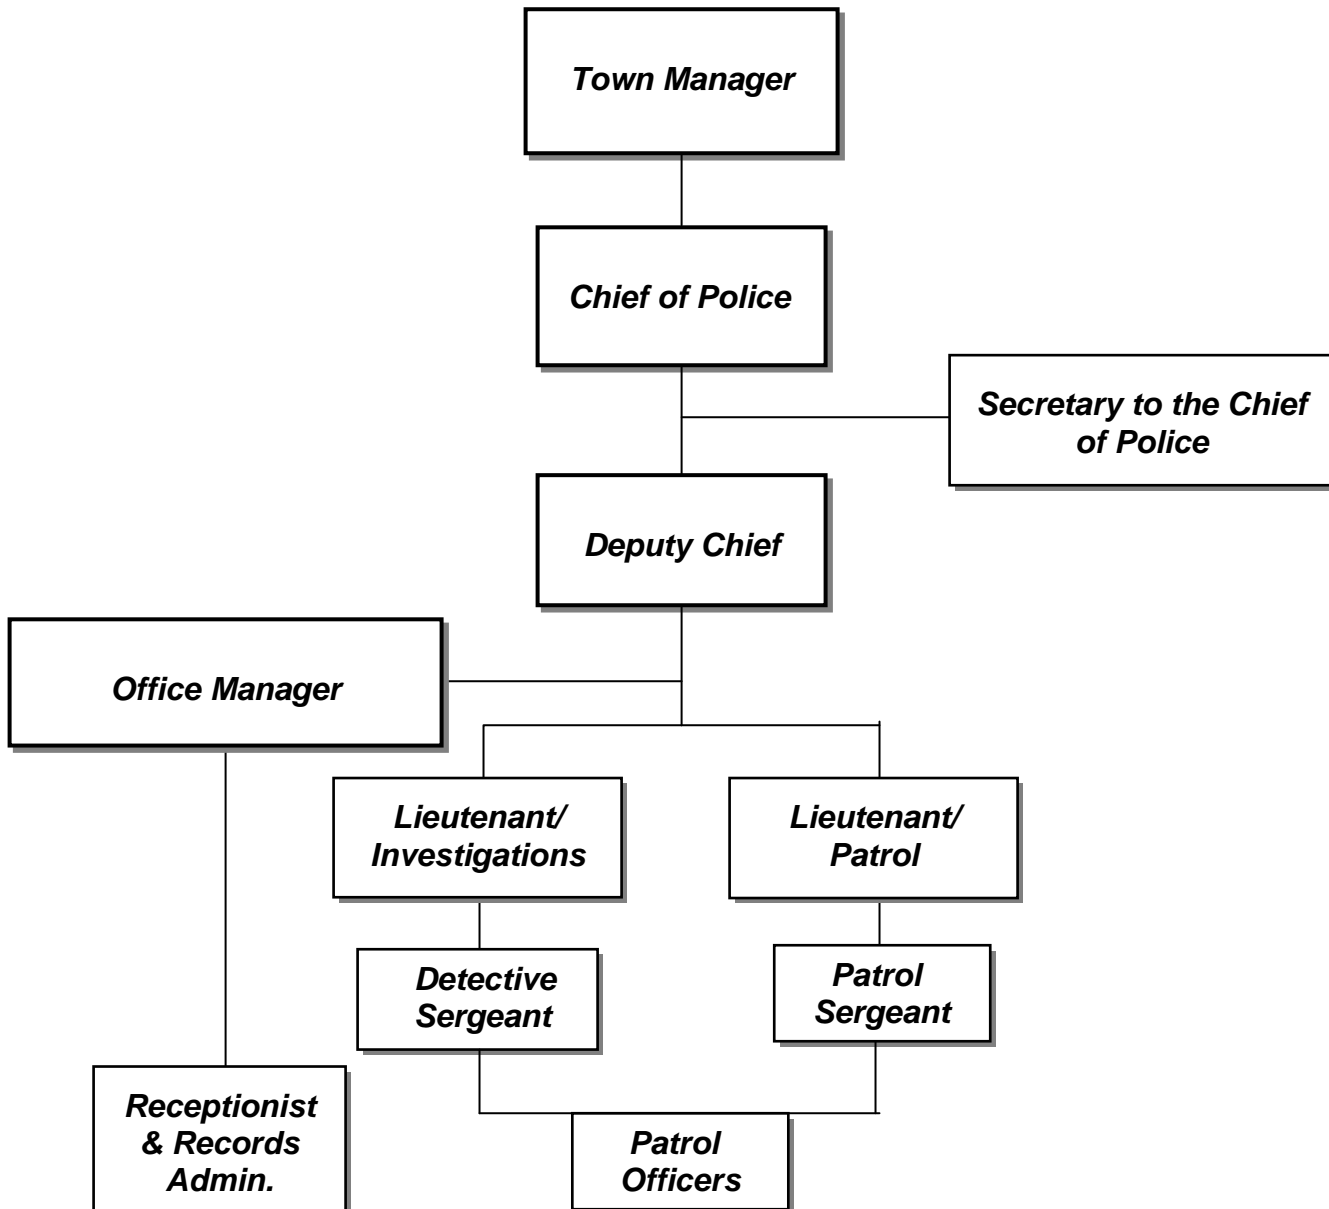 Town Manager
Chief of Police
Secretary to the Chief
of Police
Deputy Chief
Office Manager
Lieutenant/
Investigations
Lieutenant/
Patrol
Detective
Sergeant
Patrol
Sergeant
Receptionist
& Records
Admin.
Patrol
Officers